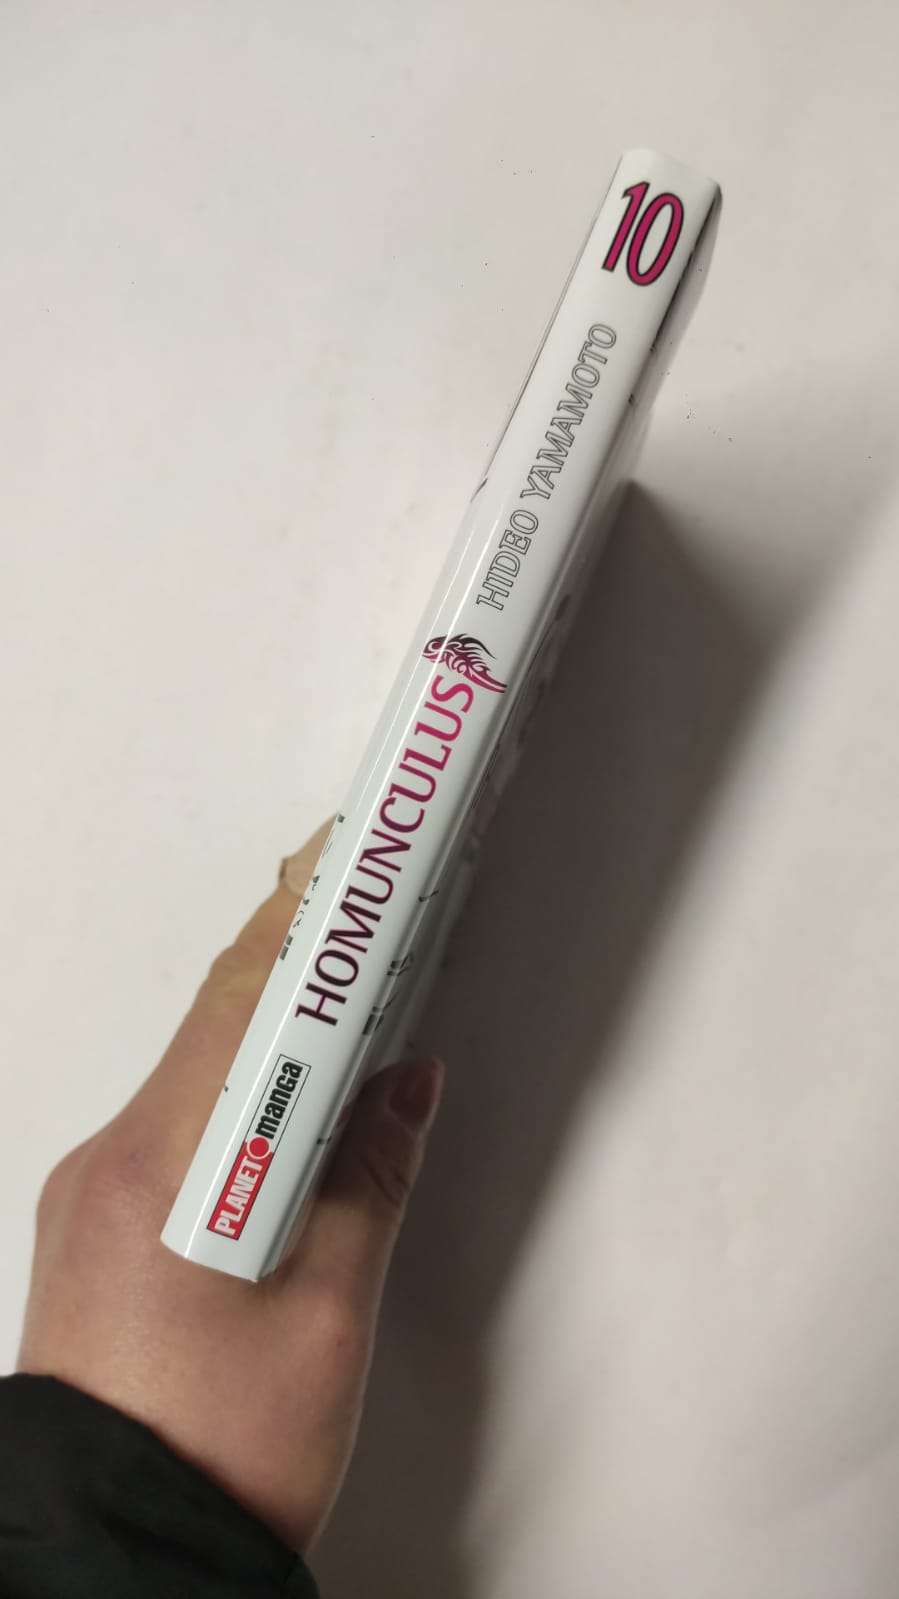 10
HIDEO YAMAMOTO
HOMUNCULUS
PLANET manga